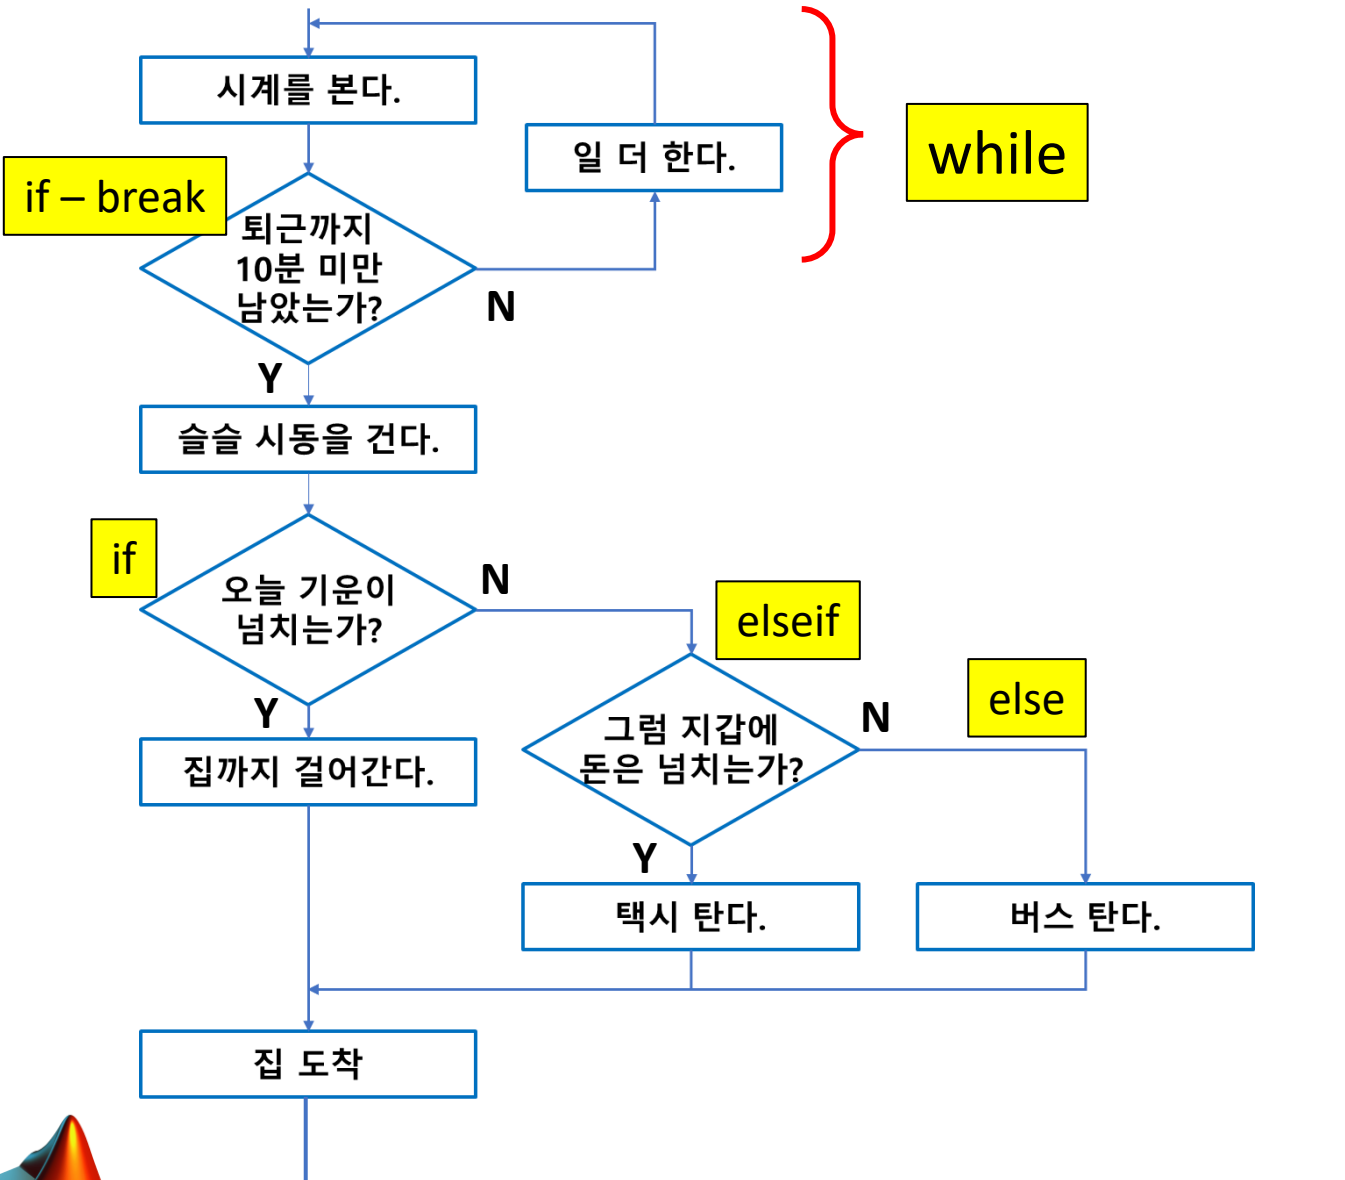 시계를 본다.
일 더 한다.
while
if – break
퇴근까지
10분 미만
남았는가?
N
Y
슬슬 시동을 건다.
if
오늘 기운이
넘치는가?
N
elseif
else
Y
그럼 지갑에
돈은 넘치는가?
N
집까지 걸어간다.
Y
택시 탄다.
버스 탄다.
집 도착